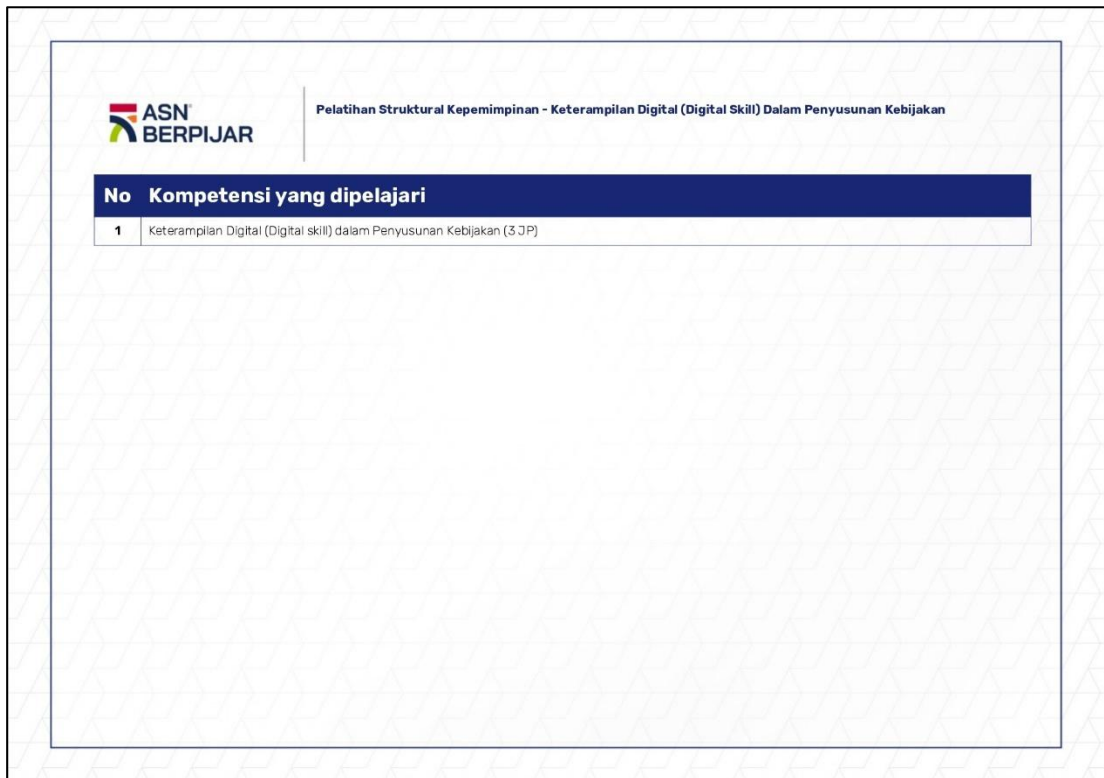 ASN
BERPIJAR
Pelatihan Struktural Kepemimpinan - Keterampilan Digital (Digital Skill) Dalam Penyusunan Kebijakan
No Kompetensi yang dipelajari
1 Keterampilan Digital (Digital skill) dalam Penyusunan Kebijakan (3 JP)